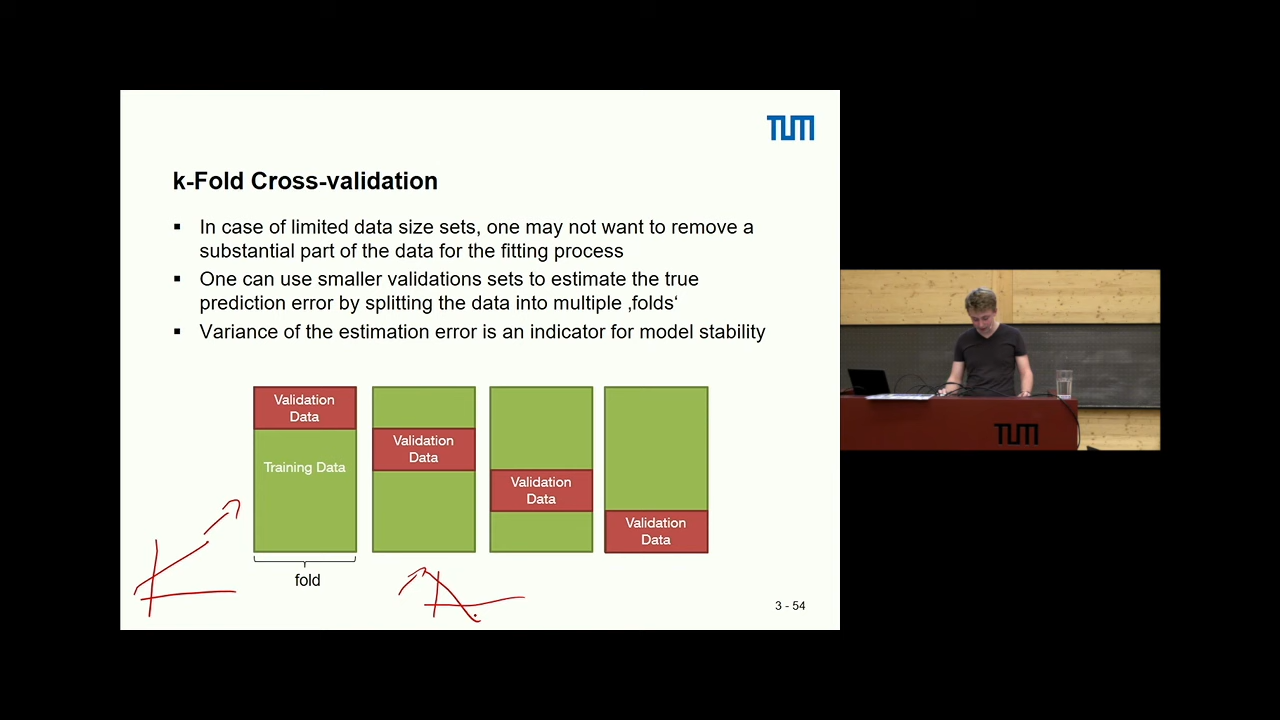 TUM
k-Fold Cross-validation
▪ In case of limited data size sets, one may not want to remove a
substantial part of the data for the fitting process
▪ One can use smaller validations sets to estimate the true
prediction error by splitting the data into multiple ‚folds‘
▪ Variance of the estimation error is an indicator for model stability
Validation
Data
Training Data
Validation
Data
Validation
Data
Validation
Data
fold
3 - 54
TUM